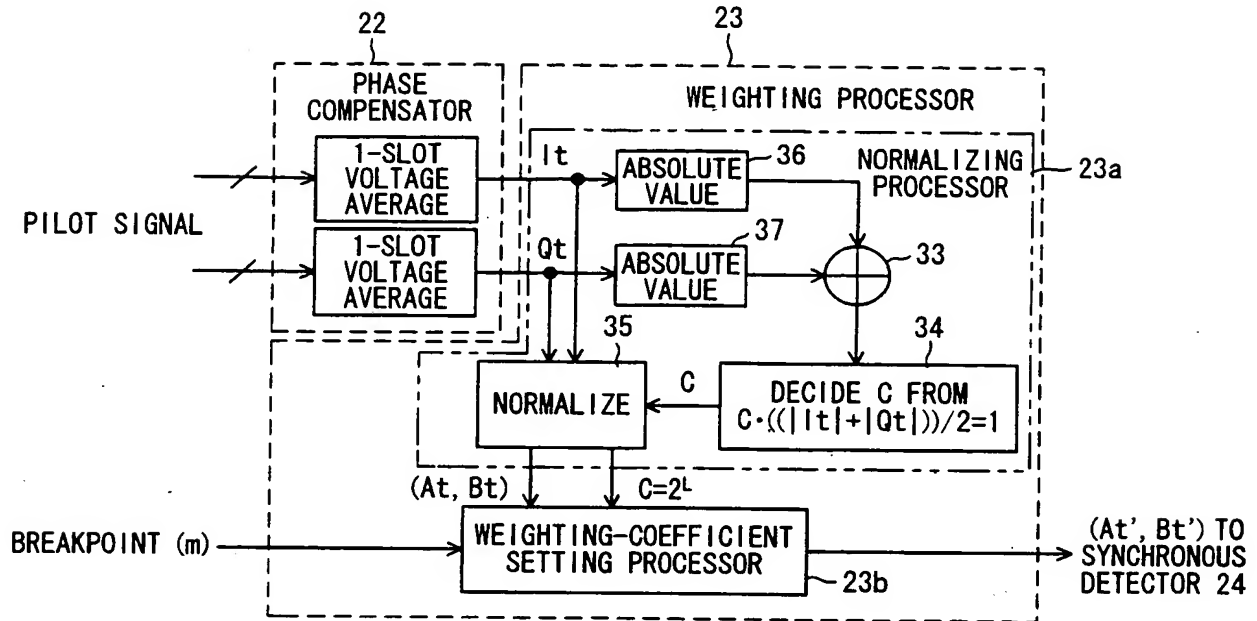 22
23
PHASE
COMPENSATOR
WEIGHTING PROCESSOR
1-SLOT
VOLTAGE
AVERAGE
It
ABSOLUTE
VALUE
36
NORMALIZING
PROCESSOR
23a
PILOT SIGNAL
1-SLOT
VOLTAGE
AVERAGE
Qt
ABSOLUTE
VALUE
37
33
35
34
NORMALIZE
C
DECIDE C FROM
C·((|It|+|Qt|))/2=1
(At, Bt)
C=2^L
BREAKPOINT (m)
WEIGHTING-COEFFICIENT
SETTING PROCESSOR
23b
(At', Bt') TO
SYNCHRONOUS
DETECTOR 24